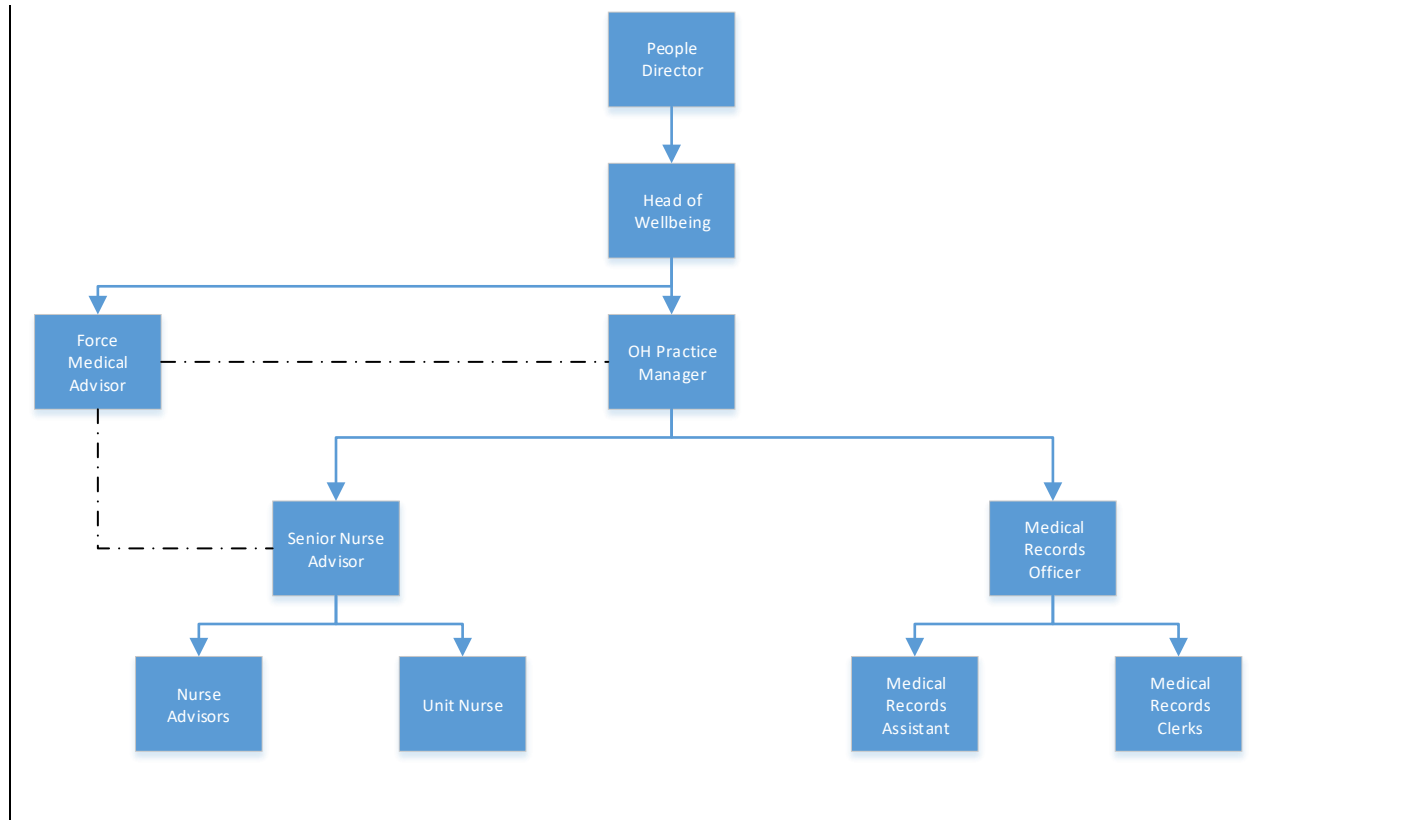 People
Director
Head of
Wellbeing
Force
Medical
Advisor
OH Practice
Manager
Senior Nurse
Advisor
Medical
Records
Officer
Nurse
Advisors
Unit Nurse
Medical
Records
Assistant
Medical
Records
Clerks